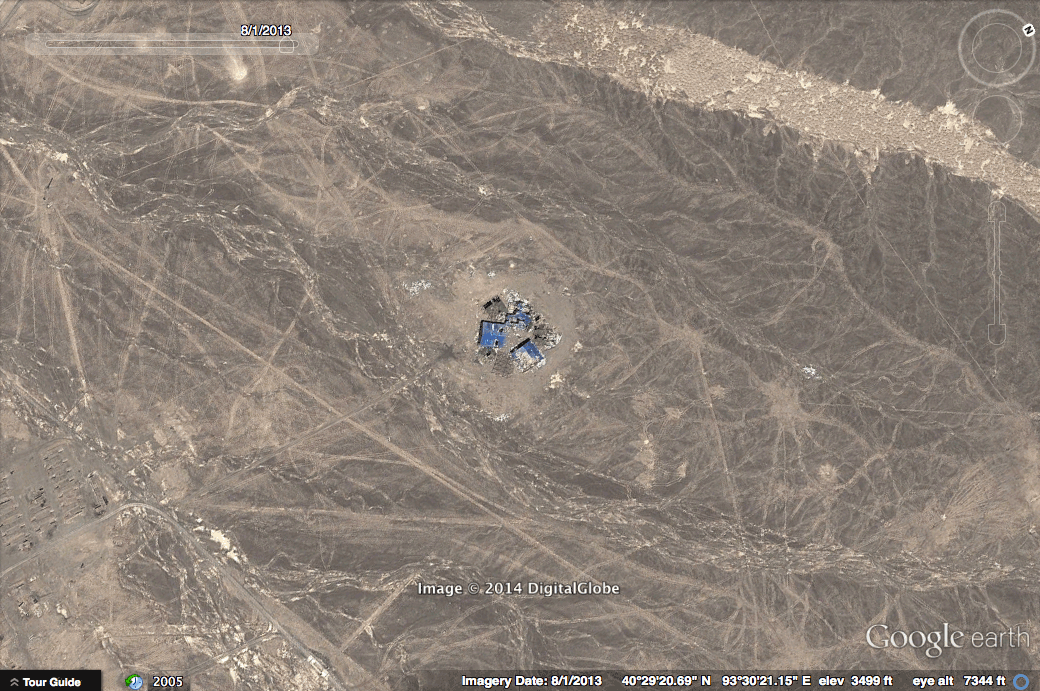 8/1/2013
N
Image © 2014 DigitalGlobe
Google earth
Tour Guide
2005
Imagery Date: 8/1/2013 40°29'20.69" N 93°30'21.15" E elev 3499 ft eye alt 7344 ft